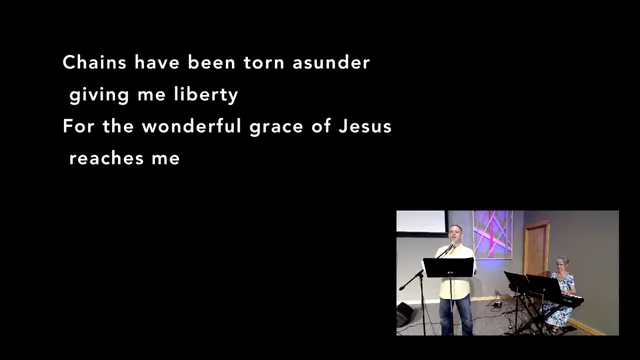 Chains have been torn asunder
giving me liberty
For the wonderful grace of Jesus
reaches me